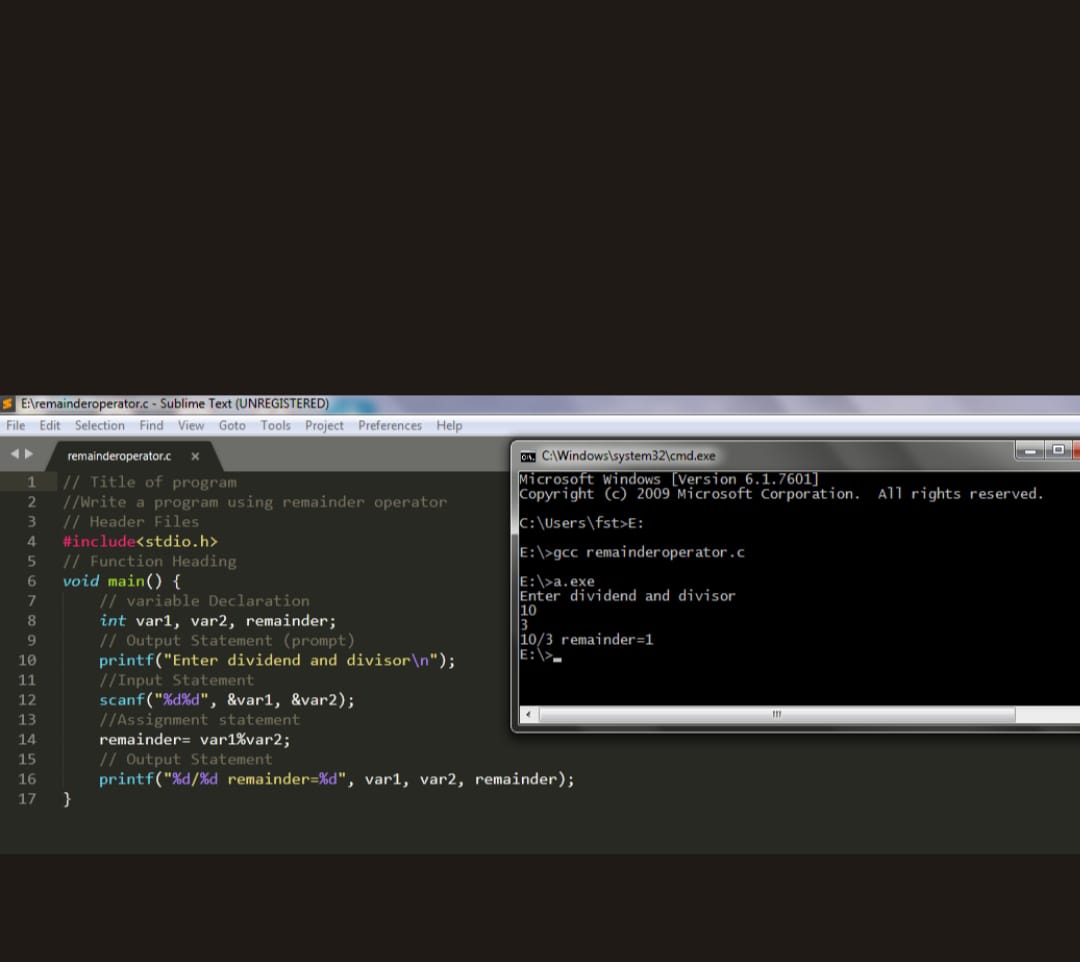 E:\remainderoperator.c - Sublime Text (UNREGISTERED)
File Edit Selection Find View Goto Tools Project Preferences Help
remainderoperator.c x
1 // Title of program
2 //Write a program using remainder operator
3 // Header Files
4 #include<stdio.h>
5 // Function Heading
6 void main() {
7 // variable Declaration
8 int var1, var2, remainder;
9 // Output Statement (prompt)
10 printf("Enter dividend and divisor\n");
11 //Input Statement
12 scanf("%d%d", &var1, &var2);
13 //Assignment statement
14 remainder= var1%var2;
15 // Output Statement
16 printf("%d/%d remainder=%d", var1, var2, remainder);
17 }
C:\Windows\system32\cmd.exe
Microsoft Windows [Version 6.1.7601]
Copyright (c) 2009 Microsoft Corporation. All rights reserved.
C:\Users\fst>E:
E:\>gcc remainderoperator.c
E:\>a.exe
Enter dividend and divisor
10
3
10/3 remainder=1
E:\>